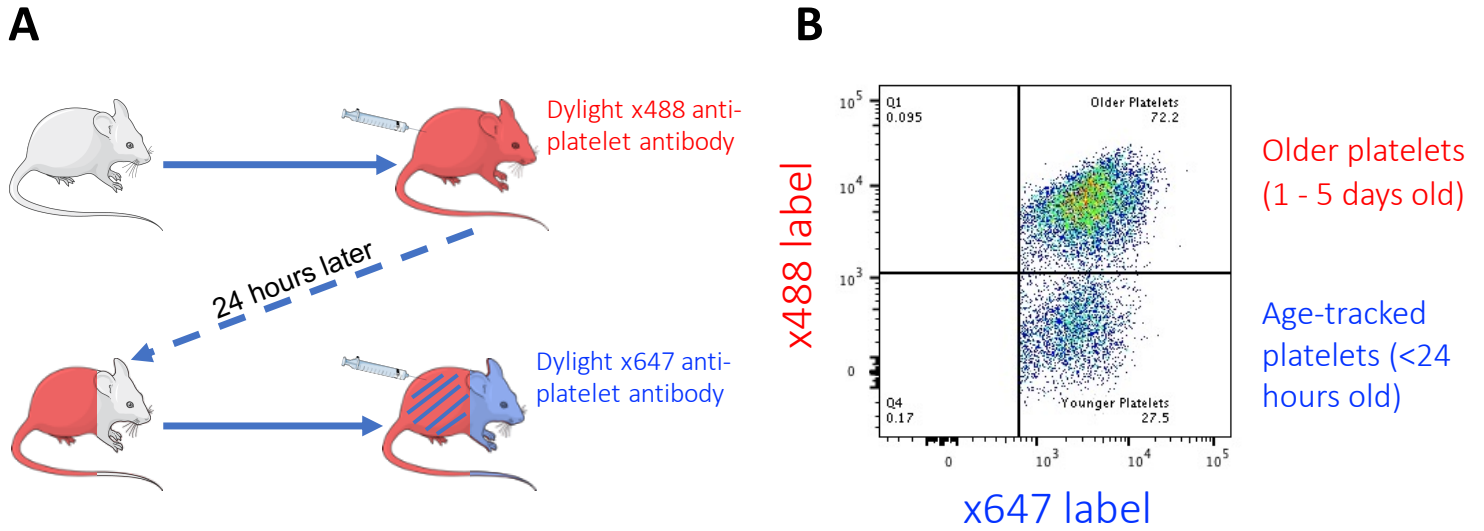 A
Dylight x488 anti-
platelet antibody
24 hours later
Dylight x647 anti-
platelet antibody
B
x488 label
10^5
10^4
10^3
0
Q1
0.095
Older Platelets
72.2
Q4
0.17
Younger Platelets
27.5
0
10^3
10^4
10^5
x647 label
Older platelets
(1 - 5 days old)
Age-tracked
platelets (<24
hours old)